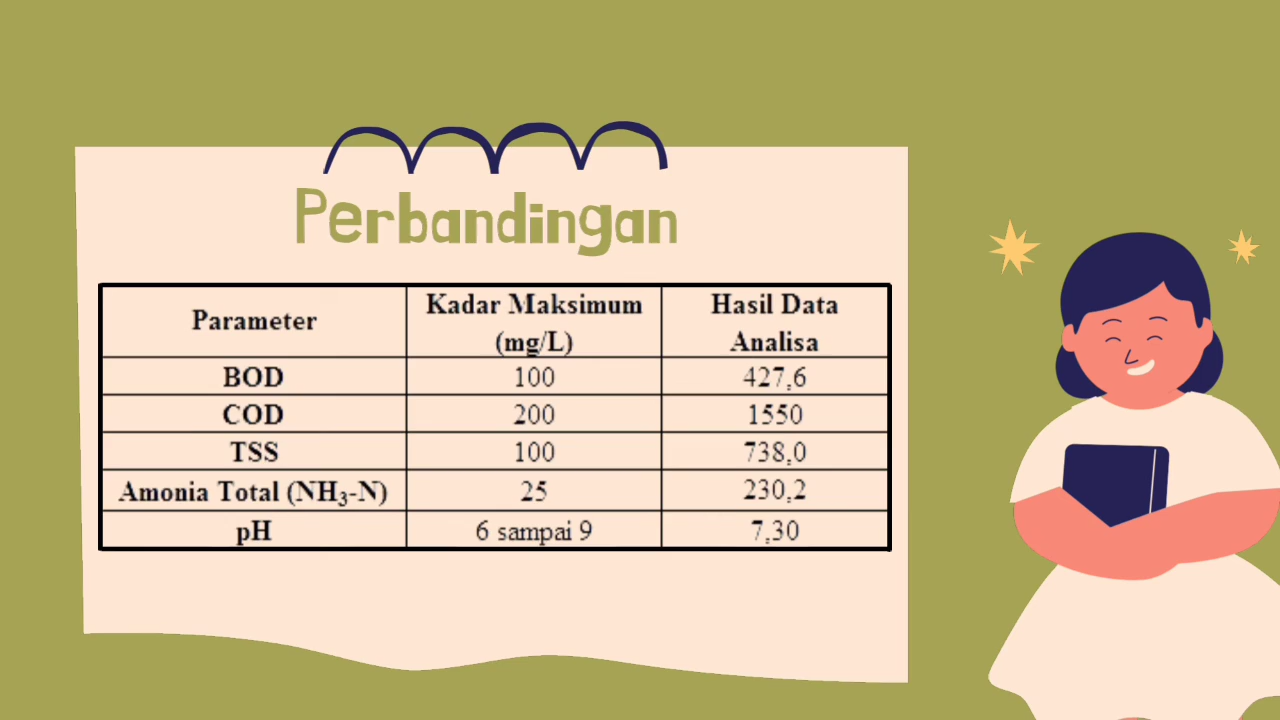 Perbandingan
Parameter Kadar Maksimum (mg/L) Hasil Data Analisa
BOD 100 427,6
COD 200 1550
TSS 100 738,0
Amonia Total (NH₃-N) 25 230,2
pH 6 sampai 9 7,30